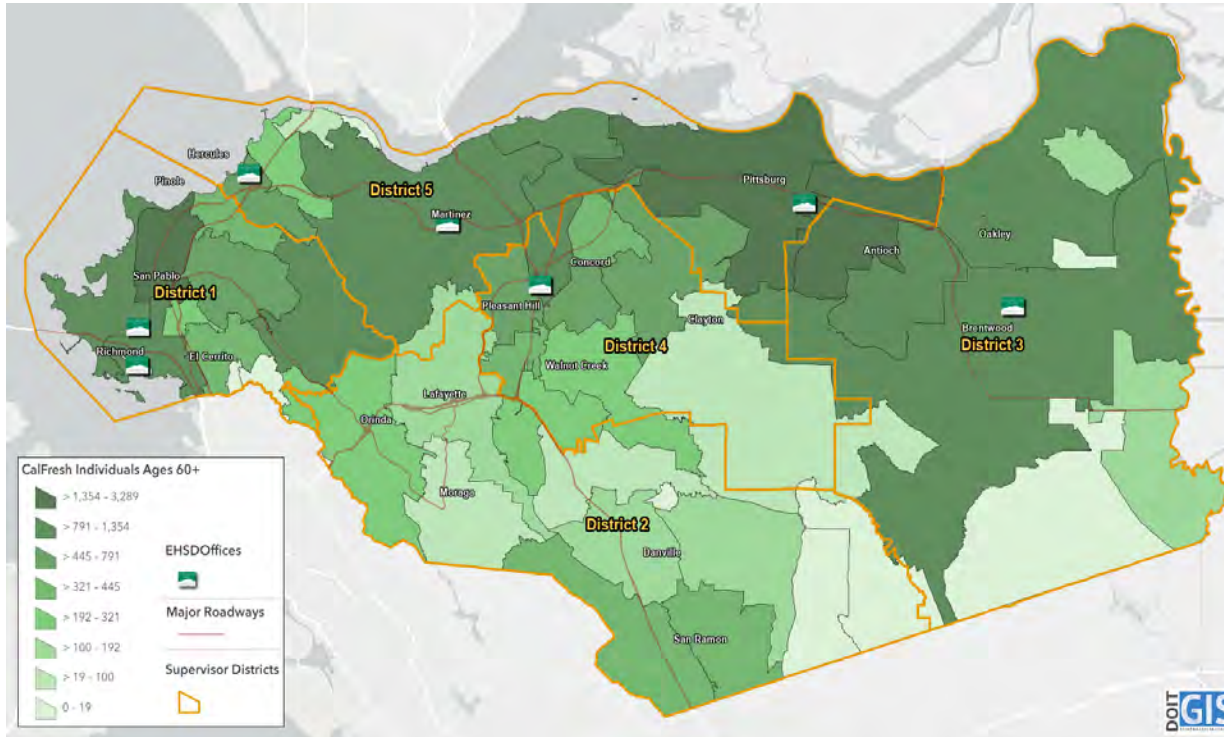 Hercules
Pinole
District 5
Pittsburg
Martinez
Antioch
Oakley
Concord
San Pablo
District 1
Pleasant Hill
Clayton
Brentwood
District 3
Richmond
El Cerrito
District 4
Walnut Creek
Lafayette
Orinda
Moraga
District 2
Danville
San Ramon
CalFresh Individuals Ages 60+
> 1,354 - 3,289
> 791 - 1,354
> 445 - 791
> 321 - 445
> 192 - 321
> 100 - 192
> 19 - 100
0 - 19
EHSDOffices
Major Roadways
Supervisor Districts
DOIT
GIS